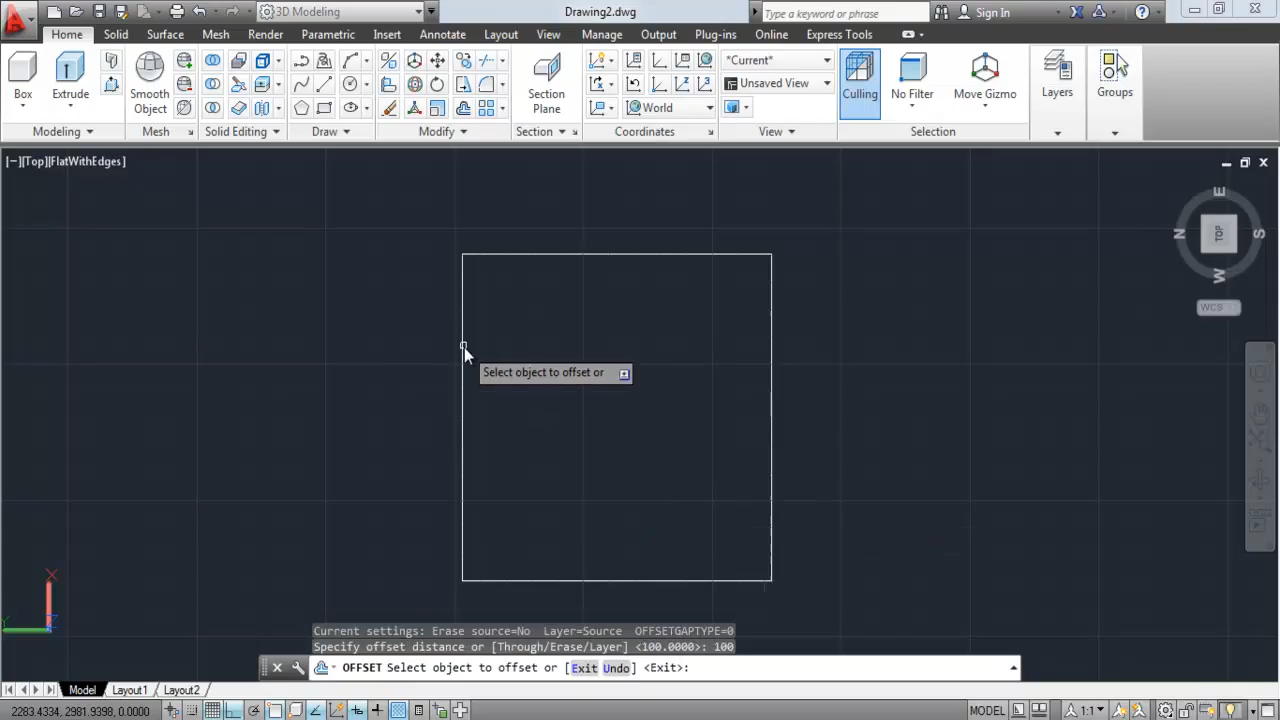 3D Modeling
Drawing2.dwg
Type a keyword or phrase
Sign In
Home Solid Surface Mesh Render Parametric Insert Annotate Layout View Manage Output Plug-ins Online Express Tools
Box
Extrude
Smooth Object
Section Plane
*Current*
Unsaved View
World
Culling
No Filter
Move Gizmo
Layers
Groups
Modeling Mesh Solid Editing Draw Modify Section Coordinates View Selection
[−][Top][FlatWithEdges]
E
N
TOP
S
W
WCS
Select object to offset or
X
Y
Z
Current settings: Erase source=No Layer=Source OFFSETGAPTYPE=0
Specify offset distance or [Through/Erase/Layer] <100.0000>: 100
OFFSET Select object to offset or [Exit Undo] <Exit>:
Model Layout1 Layout2
2283.4334, 2981.9398, 0.0000
MODEL
1:1